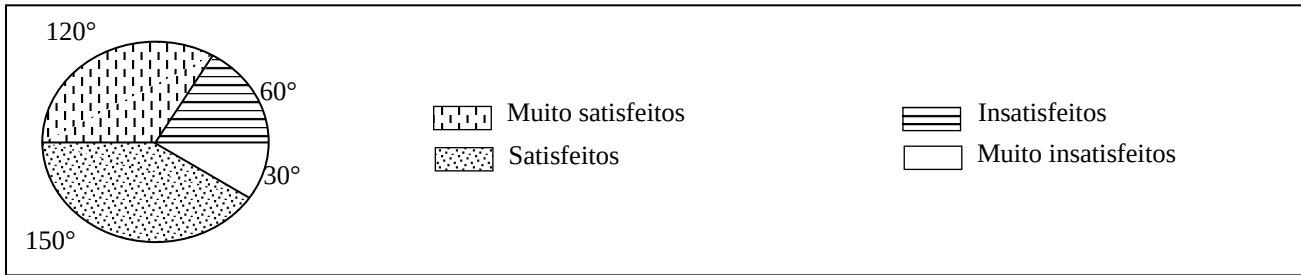 120°
60°
30°
150°
Muito satisfeitos
Satisfeitos
Insatisfeitos
Muito insatisfeitos